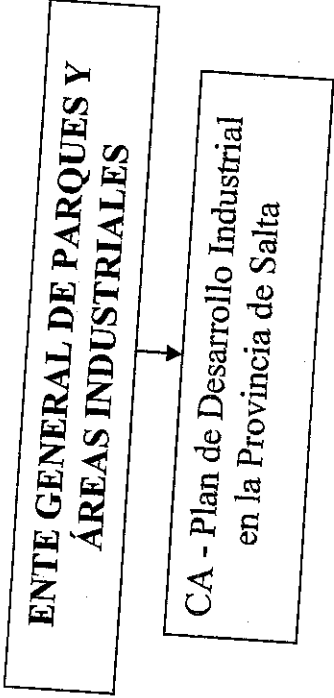 ENTE GENERAL DE PARQUES Y
ÁREAS INDUSTRIALES
CA - Plan de Desarrollo Industrial
en la Provincia de Salta